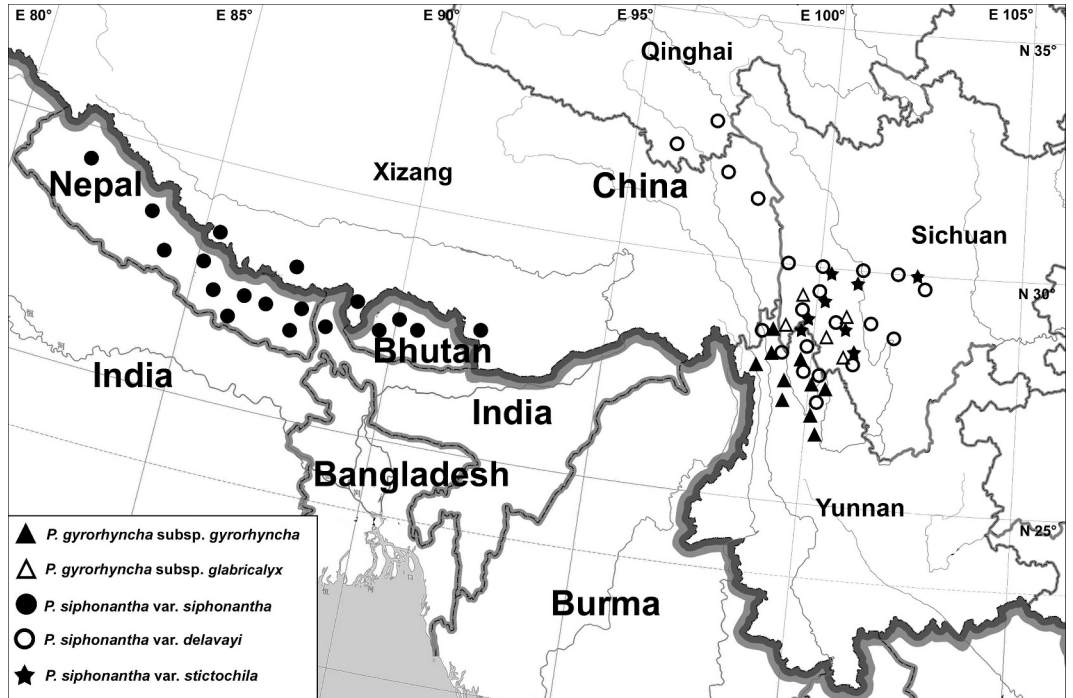 E 80°
E 85°
E 90°
E 95°
E 100°
E 105°
N 35°
Qinghai
Xizang
Nepal
China
Sichuan
N 30°
Bhutan
India
India
Bangladesh
Yunnan
N 25°
Burma
P. gyrorhyncha subsp. gyrorhyncha
P. gyrorhyncha subsp. glabricalyx
P. siphonantha var. siphonantha
P. siphonantha var. delavayi
P. siphonantha var. stictochila